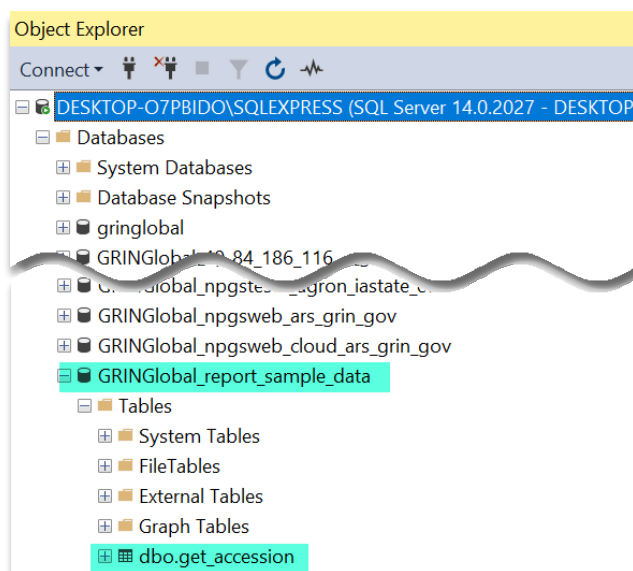 Object Explorer
Connect
DESKTOP-O7PBIDO\SQLEXPRESS (SQL Server 14.0.2027 - DESKTOP
Databases
System Databases
Database Snapshots
gringlobal
84_186_116
GRINGlobal_npgsweb_ars_grin_gov
GRINGlobal_npgsweb_cloud_ars_grin_gov
GRINGlobal_report_sample_data
Tables
System Tables
FileTables
External Tables
Graph Tables
dbo.get_accession